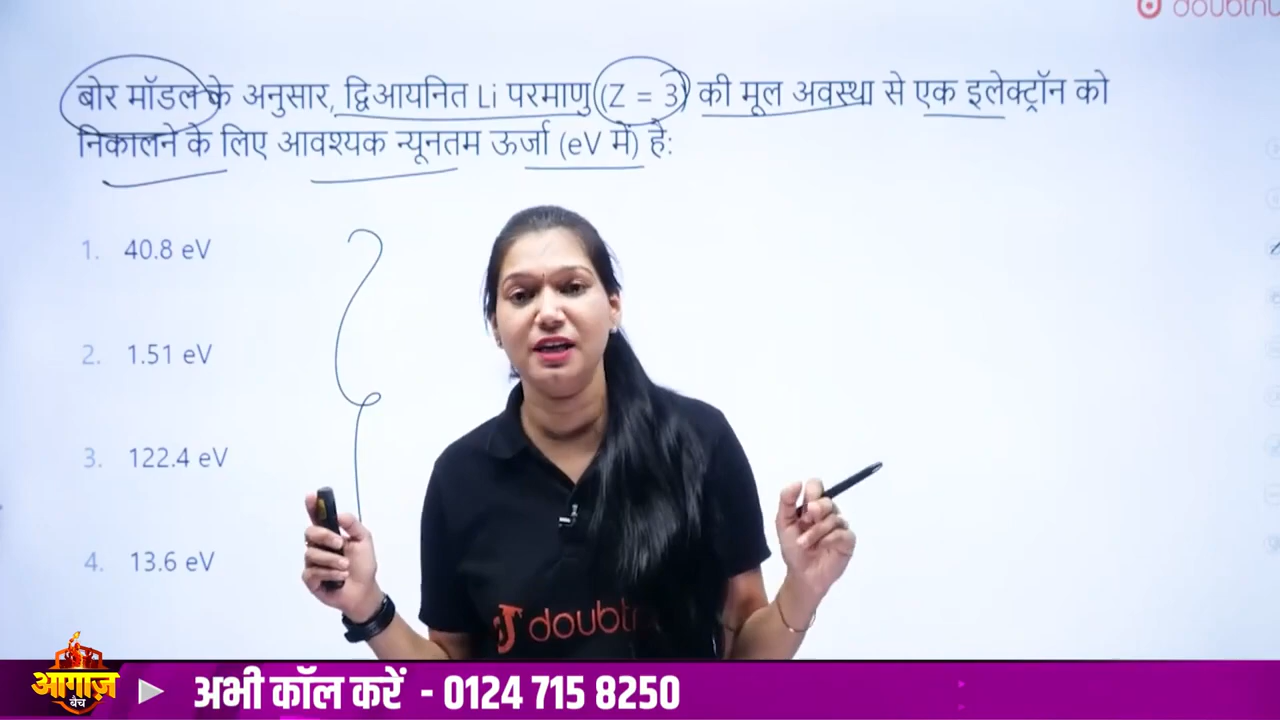 doubtnu
बोर मॉडल के अनुसार, द्विआयनित Li परमाणु (Z = 3) की मूल अवस्था से एक इलेक्ट्रॉन को
निकालने के लिए आवश्यक न्यूनतम ऊर्जा (eV में) है:
1. 40.8 eV
2. 1.51 eV
3. 122.4 eV
4. 13.6 eV
doubtn
आगाज़
बैच
अभी कॉल करें - 0124 715 8250